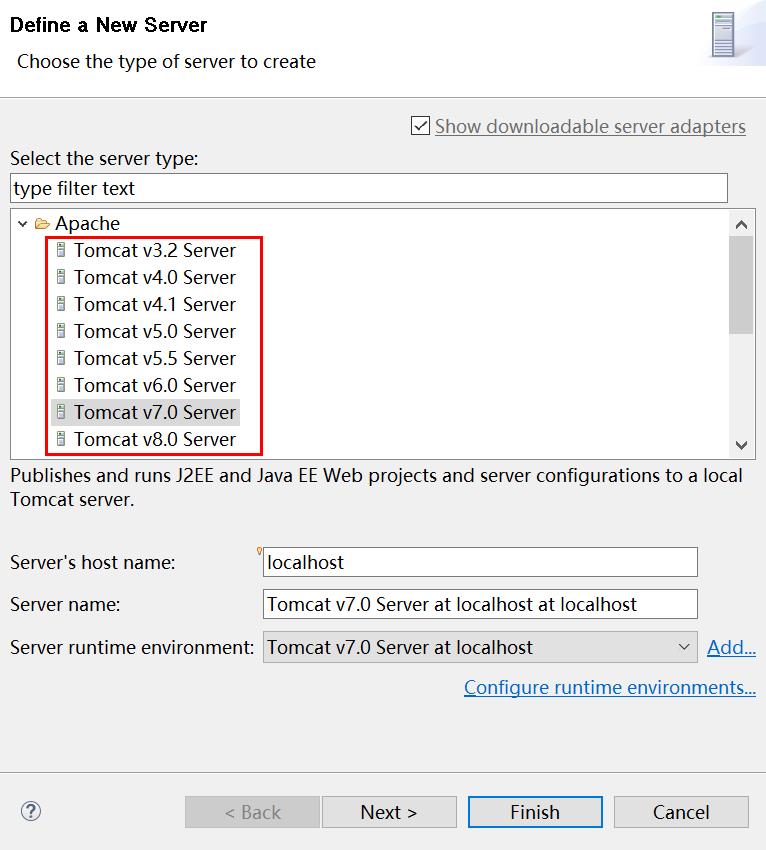 Define a New Server
Choose the type of server to create
Show downloadable server adapters
Select the server type:
type filter text
Apache
Tomcat v3.2 Server
Tomcat v4.0 Server
Tomcat v4.1 Server
Tomcat v5.0 Server
Tomcat v5.5 Server
Tomcat v6.0 Server
Tomcat v7.0 Server
Tomcat v8.0 Server
Publishes and runs J2EE and Java EE Web projects and server configurations to a local
Tomcat server.
Server's host name: localhost
Server name: Tomcat v7.0 Server at localhost at localhost
Server runtime environment: Tomcat v7.0 Server at localhost Add...
Configure runtime environments...
? < Back Next > Finish Cancel